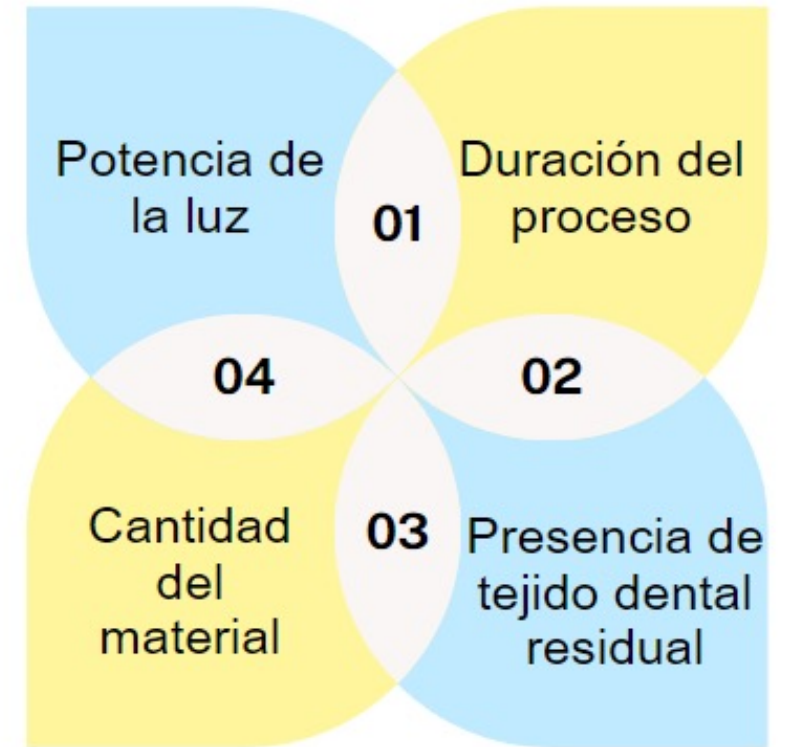 Potencia de
la luz
01
Duración del
proceso
04
02
Cantidad
del
material
03
Presencia de
tejido dental
residual